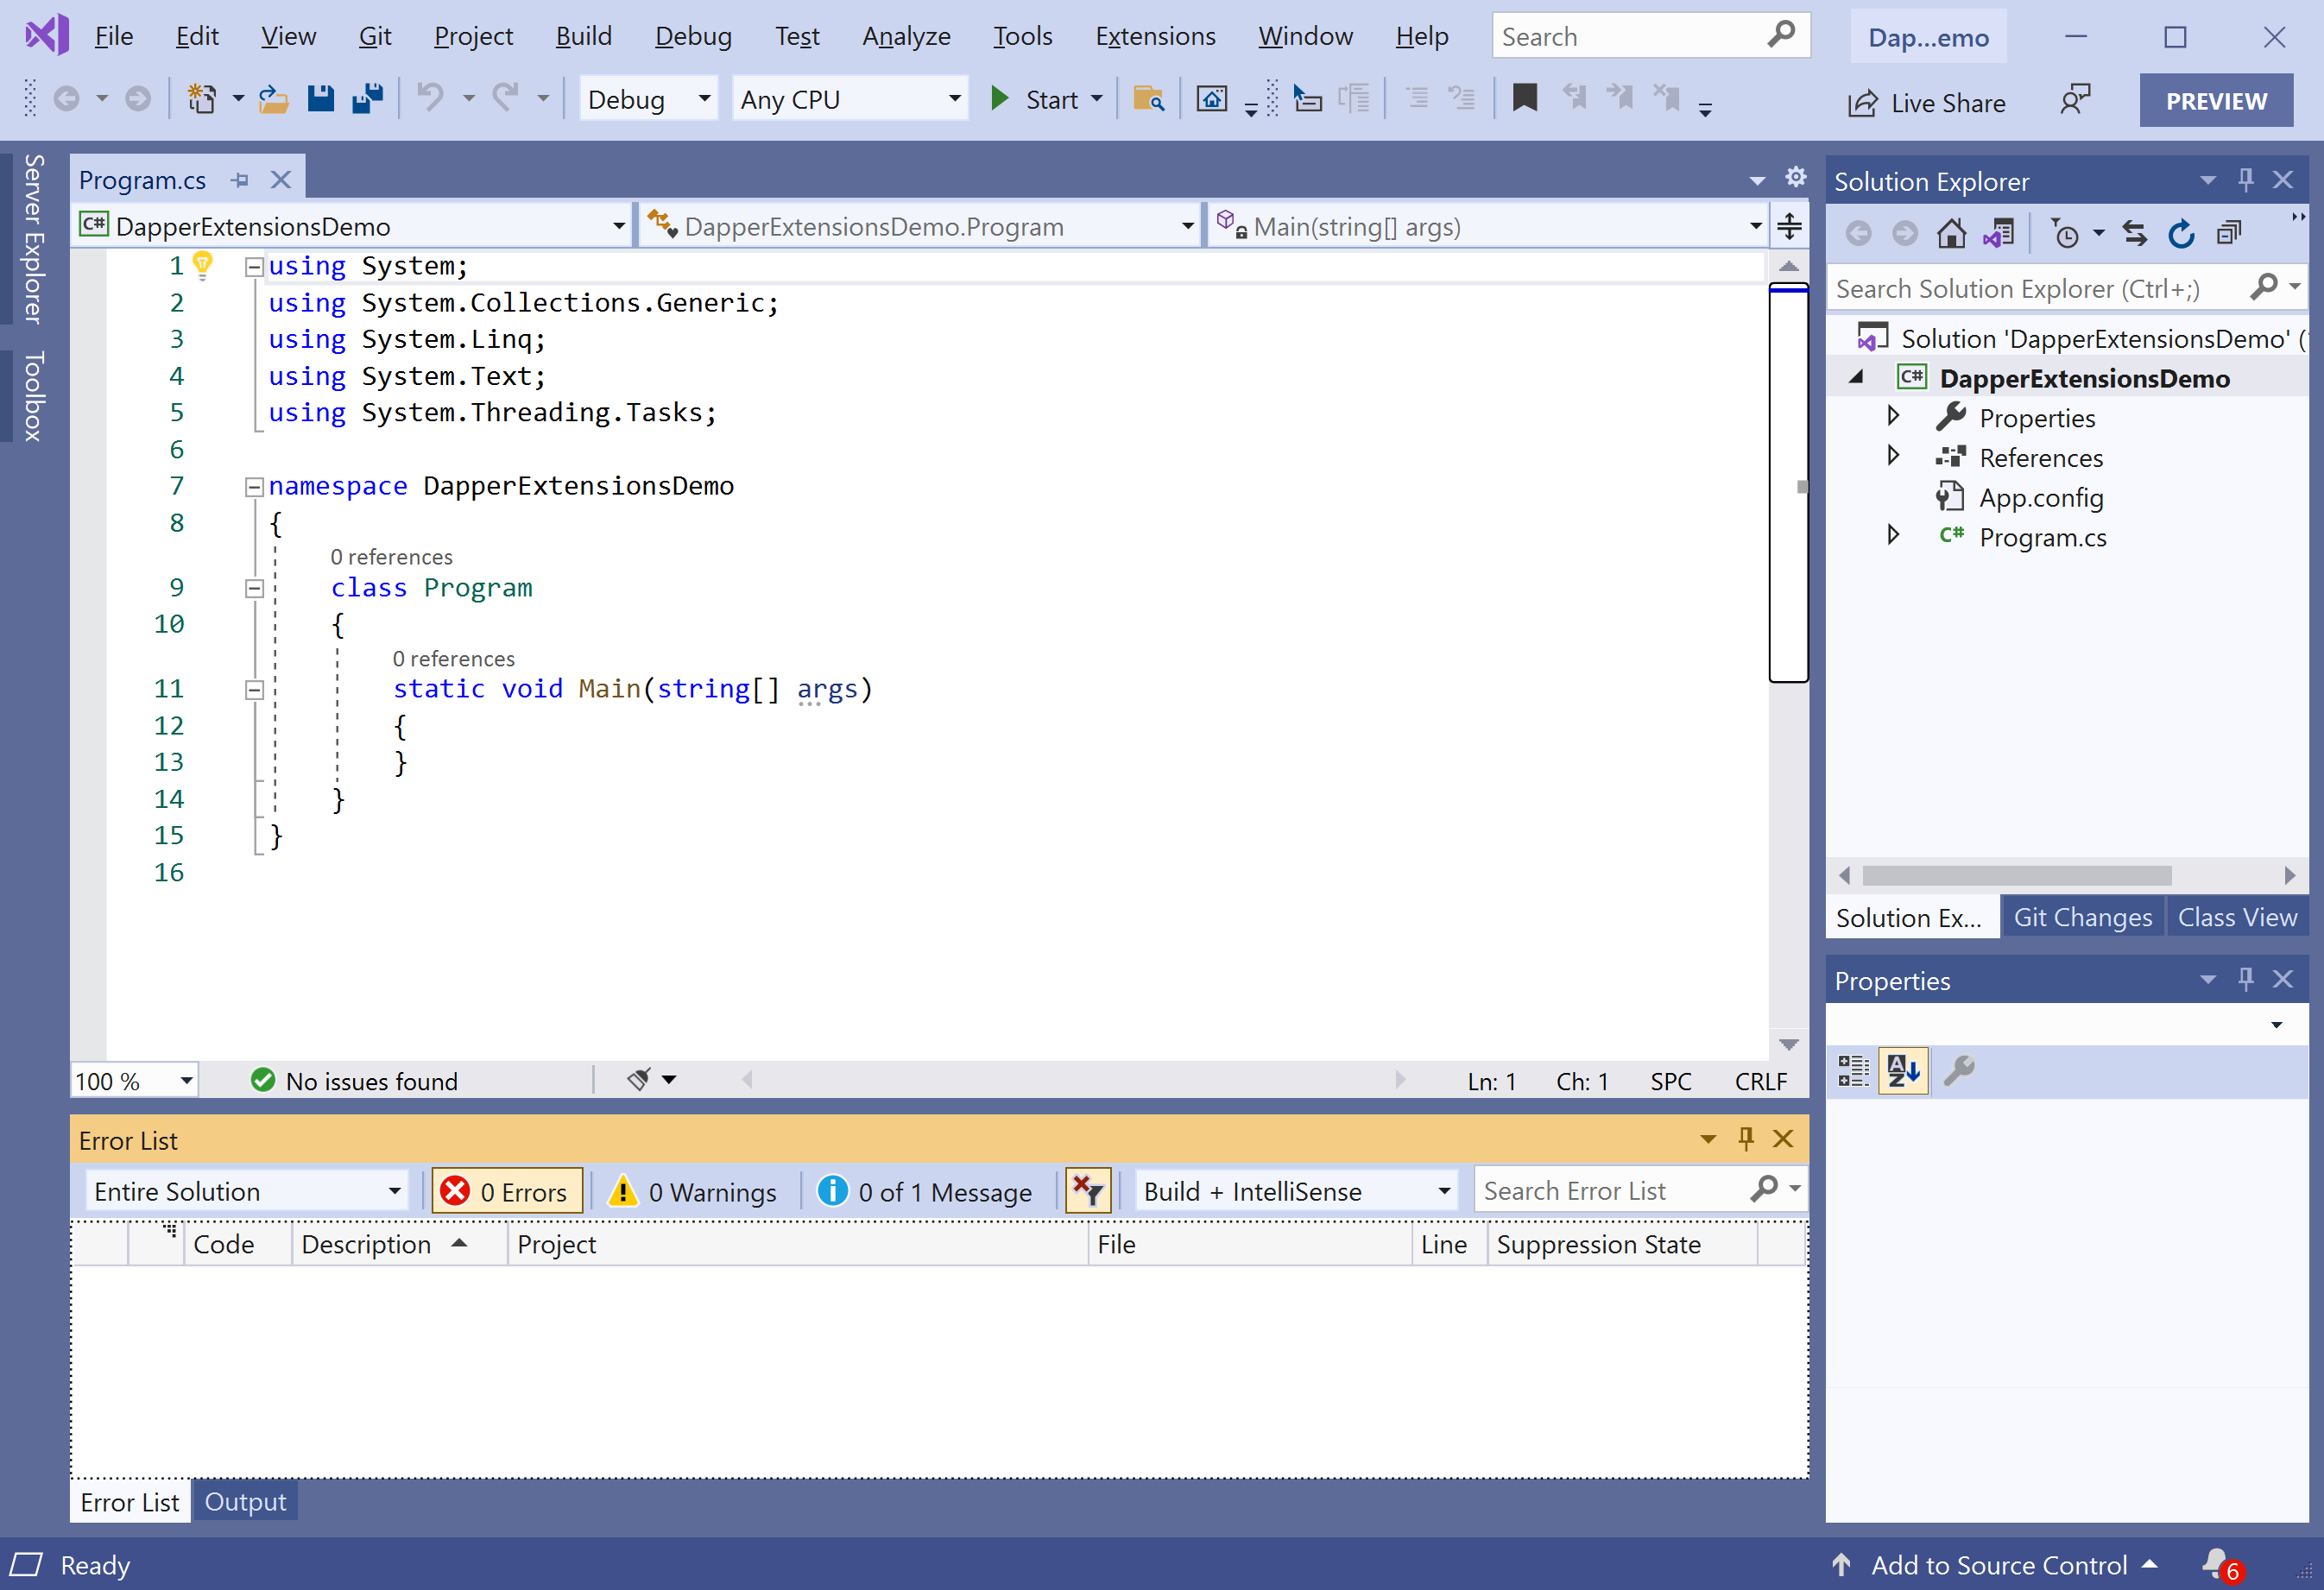 File Edit View Git Project Build Debug Test Analyze Tools Extensions Window Help Search Dap...emo
Debug Any CPU Start Live Share PREVIEW
Server Explorer
Toolbox
Program.cs
DapperExtensionsDemo DapperExtensionsDemo.Program Main(string[] args)
1 using System;
2 using System.Collections.Generic;
3 using System.Linq;
4 using System.Text;
5 using System.Threading.Tasks;
6
7 namespace DapperExtensionsDemo
8 {
0 references
9 class Program
10 {
0 references
11 static void Main(string[] args)
12 {
13 }
14 }
15 }
16
100 % No issues found Ln: 1 Ch: 1 SPC CRLF
Error List
Entire Solution 0 Errors 0 Warnings 0 of 1 Message Build + IntelliSense Search Error List
Code Description Project File Line Suppression State
Error List Output
Solution Explorer
Search Solution Explorer (Ctrl+;)
Solution 'DapperExtensionsDemo' (
C# DapperExtensionsDemo
Properties
References
App.config
C# Program.cs
Solution Ex... Git Changes Class View
Properties
Ready Add to Source Control 6